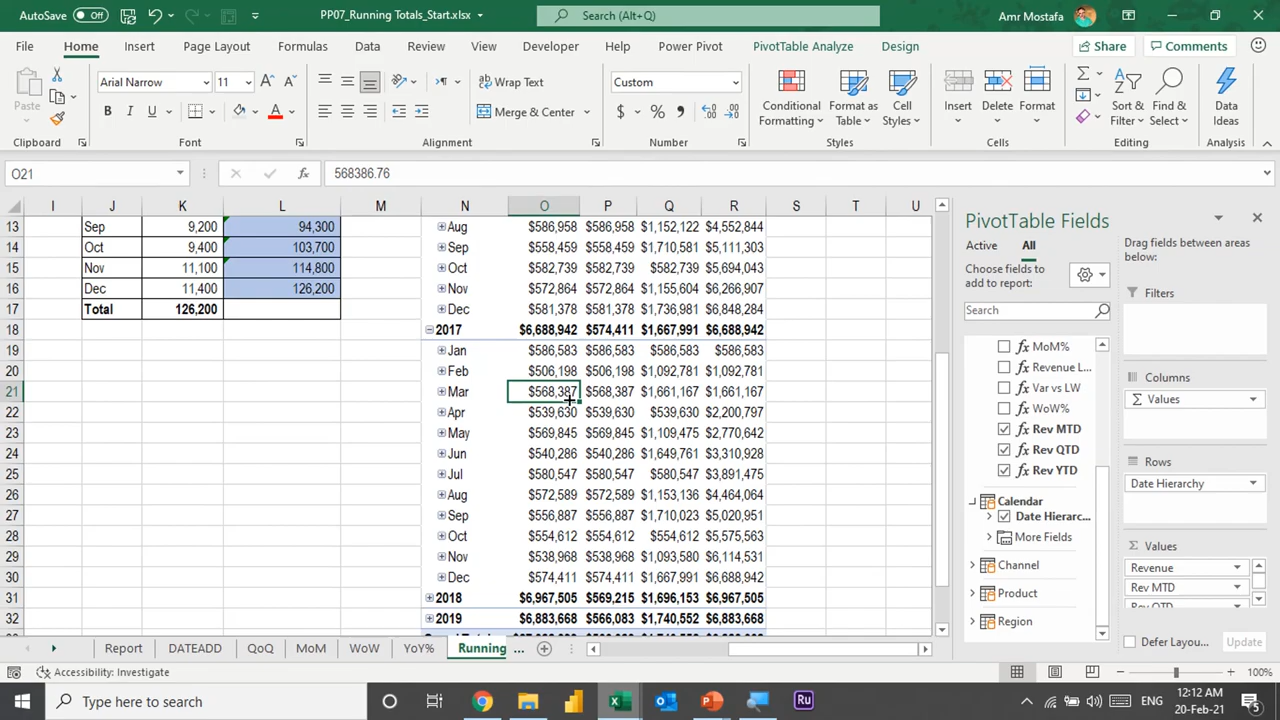 AutoSave Off
PP07_Running Totals_Start.xlsx
Search (Alt+Q)
Amr Mostafa
File Home Insert Page Layout Formulas Data Review View Developer Help Power Pivot PivotTable Analyze Design Share Comments
Paste
Clipboard
Arial Narrow 11
B I U
Font
Wrap Text
Merge & Center
Alignment
Custom
$ % 9
Number
Conditional Formatting
Format as Table
Cell Styles
Styles
Insert
Delete
Format
Cells
Sort & Filter
Find & Select
Editing
Data Ideas
Analysis
O21
fx
568386.76
I J K L M N O P Q R S T U
13 Sep 9,200 94,300 Aug $586,958 $586,958 $1,152,122 $4,552,844
14 Oct 9,400 103,700 Sep $558,459 $558,459 $1,710,581 $5,111,303
15 Nov 11,100 114,800 Oct $582,739 $582,739 $582,739 $5,694,043
16 Dec 11,400 126,200 Nov $572,864 $572,864 $1,155,604 $6,266,907
17 Total 126,200 Dec $581,378 $581,378 $1,736,981 $6,848,284
18 2017 $6,688,942 $574,411 $1,667,991 $6,688,942
19 Jan $586,583 $586,583 $586,583 $586,583
20 Feb $506,198 $506,198 $1,092,781 $1,092,781
21 Mar $568,387 $568,387 $1,661,167 $1,661,167
22 Apr $539,630 $539,630 $539,630 $2,200,797
23 May $569,845 $569,845 $1,109,475 $2,770,642
24 Jun $540,286 $540,286 $1,649,761 $3,310,928
25 Jul $580,547 $580,547 $580,547 $3,891,475
26 Aug $572,589 $572,589 $1,153,136 $4,464,064
27 Sep $556,887 $556,887 $1,710,023 $5,020,951
28 Oct $554,612 $554,612 $554,612 $5,575,563
29 Nov $538,968 $538,968 $1,093,580 $6,114,531
30 Dec $574,411 $574,411 $1,667,991 $6,688,942
31 2018 $6,967,505 $569,215 $1,696,153 $6,967,505
32 2019 $6,883,668 $566,083 $1,740,552 $6,883,668
PivotTable Fields
Active All
Choose fields to add to report:
Search
fx MoM%
fx Revenue L...
fx Var vs LW
fx WoW%
fx Rev MTD
fx Rev QTD
fx Rev YTD
Calendar
Date Hierarc...
More Fields
Channel
Product
Region
Drag fields between areas below:
Filters
Columns
Σ Values
Rows
Date Hierarchy
Σ Values
Revenue
Rev MTD
Defer Layou...
Update
Report DATEADD QoQ MoM WoW YoY% Running ...
Accessibility: Investigate
100%
Type here to search
Ru
ENG
12:12 AM
20-Feb-21
5